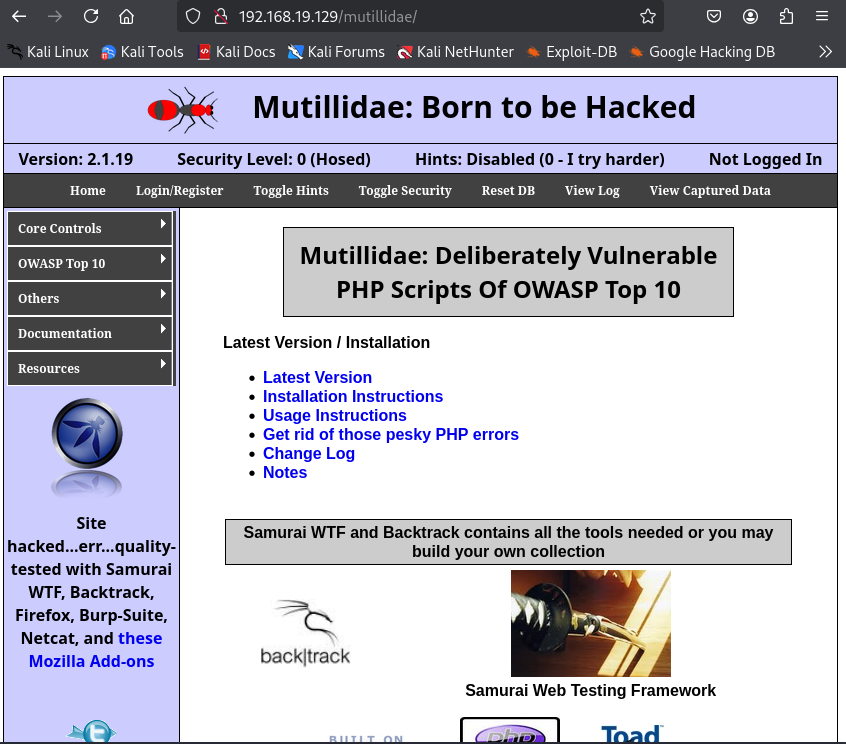 192.168.19.129/mutillidae/
Kali Linux Kali Tools Kali Docs Kali Forums Kali NetHunter Exploit-DB Google Hacking DB
Mutillidae: Born to be Hacked
Version: 2.1.19 Security Level: 0 (Hosed) Hints: Disabled (0 - I try harder) Not Logged In
Home Login/Register Toggle Hints Toggle Security Reset DB View Log View Captured Data
Core Controls
OWASP Top 10
Others
Documentation
Resources
Site
hacked...err...quality-
tested with Samurai
WTF, Backtrack,
Firefox, Burp-Suite,
Netcat, and these
Mozilla Add-ons
Mutillidae: Deliberately Vulnerable
PHP Scripts Of OWASP Top 10
Latest Version / Installation
Latest Version
Installation Instructions
Usage Instructions
Get rid of those pesky PHP errors
Change Log
Notes
Samurai WTF and Backtrack contains all the tools needed or you may
build your own collection
back|track
Samurai Web Testing Framework
BUILT ON
php
Toad